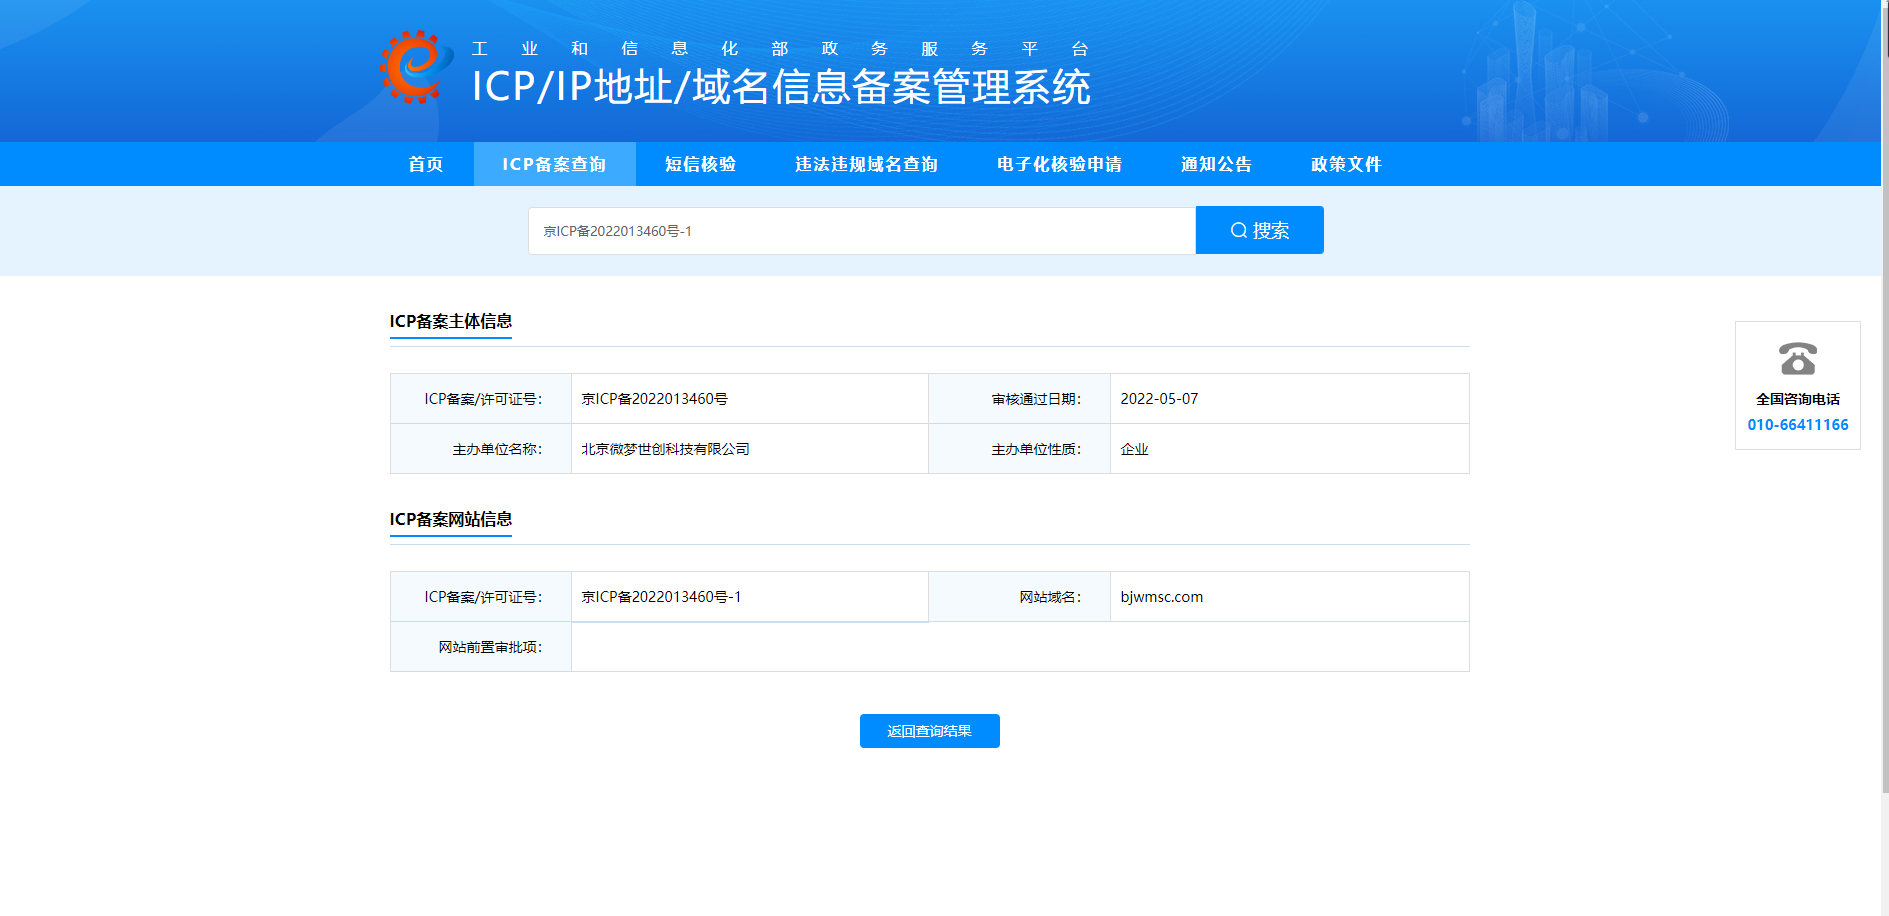 工业和信息化部政务服务平台
ICP/IP地址/域名信息备案管理系统
首页 ICP备案查询 短信核验 违法违规域名查询 电子化核验申请 通知公告 政策文件
京ICP备2022013460号-1 搜索
ICP备案主体信息
ICP备案/许可证号： 京ICP备2022013460号 审核通过日期： 2022-05-07
主办单位名称： 北京微梦世创科技有限公司 主办单位性质： 企业
ICP备案网站信息
ICP备案/许可证号： 京ICP备2022013460号-1 网站域名： bjwmsc.com
网站前置审批项：
返回查询结果
全国咨询电话
010-66411166